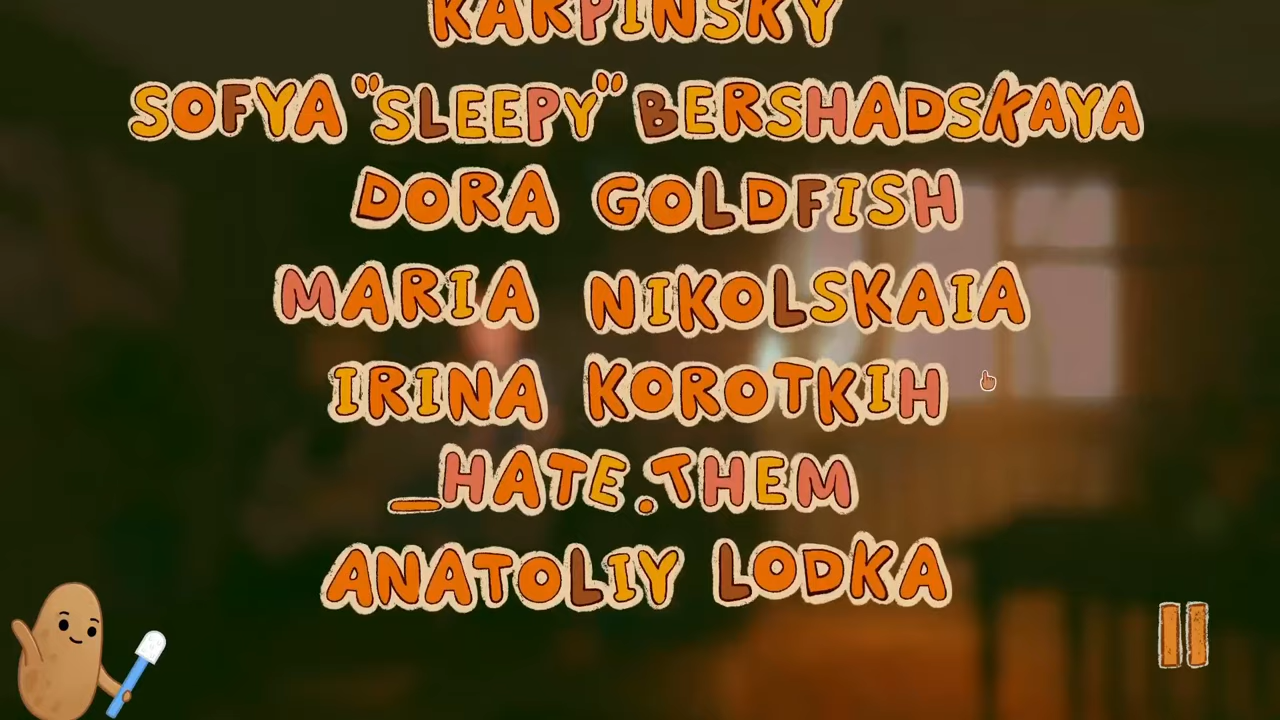 KARPINSKY
SOFYA "SLEEPY" BERSHADSKAYA
DORA GOLDFISH
MARIA NIKOLSKAIA
IRINA KOROTKIH
_HATE.THEM
ANATOLIY LODKA